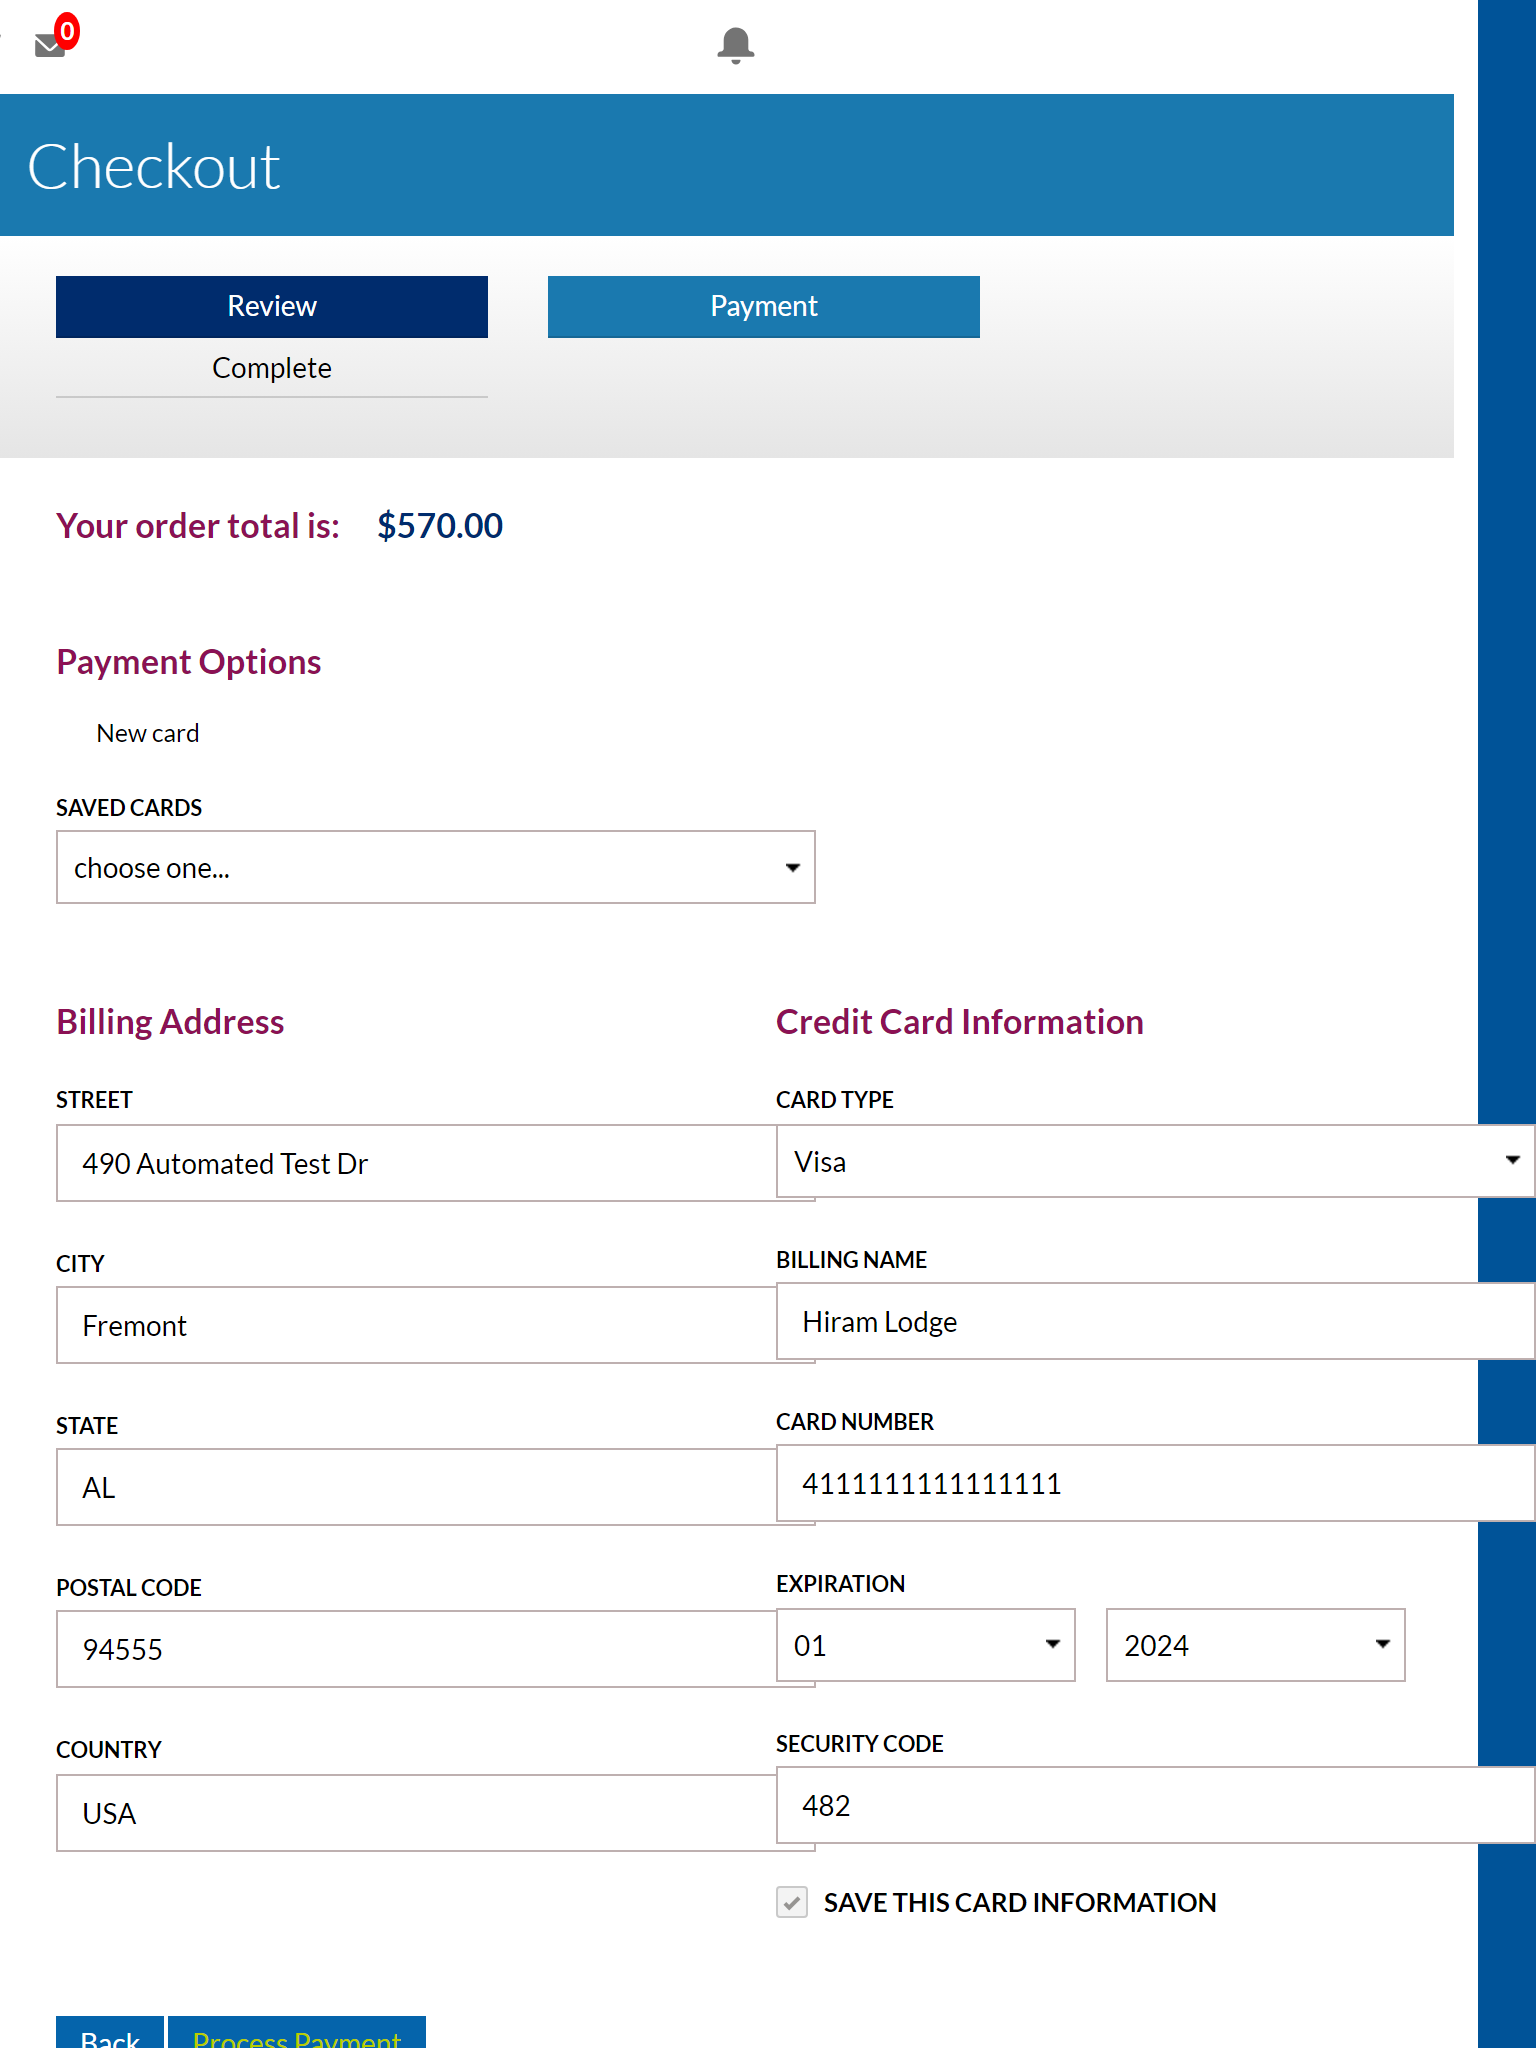 0
Checkout
Review
Payment
Complete
Your order total is: $570.00
Payment Options
New card
SAVED CARDS
choose one...
Billing Address
STREET
490 Automated Test Dr
CITY
Fremont
STATE
AL
POSTAL CODE
94555
COUNTRY
USA
Credit Card Information
CARD TYPE
Visa
BILLING NAME
Hiram Lodge
CARD NUMBER
4111111111111111
EXPIRATION
01 2024
SECURITY CODE
482
SAVE THIS CARD INFORMATION
Back Process Payment